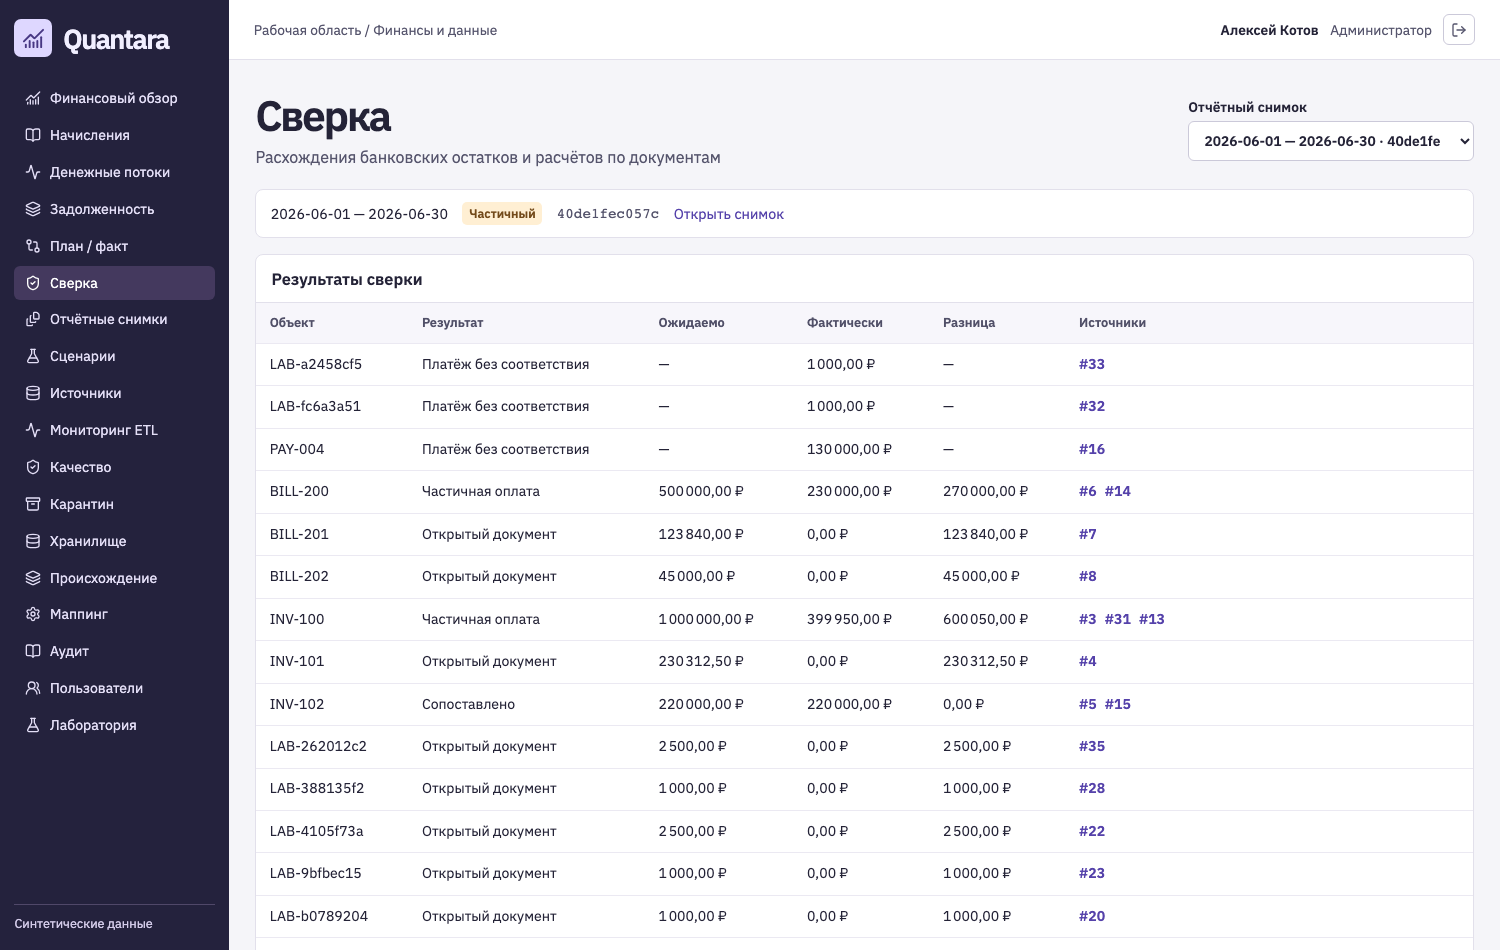 Quantara
Финансовый обзор
Начисления
Денежные потоки
Задолженность
План / факт
Сверка
Отчётные снимки
Сценарии
Источники
Мониторинг ETL
Качество
Карантин
Хранилище
Происхождение
Маппинг
Аудит
Пользователи
Лаборатория
Синтетические данные
Рабочая область / Финансы и данные
Алексей Котов Администратор
Сверка
Расхождения банковских остатков и расчётов по документам
Отчётный снимок
2026-06-01 — 2026-06-30 · 40de1fe
2026-06-01 — 2026-06-30 Частичный 40de1fec057c Открыть снимок
Результаты сверки
Объект Результат Ожидаемо Фактически Разница Источники
LAB-a2458cf5 Платёж без соответствия — 1 000,00 ₽ — #33
LAB-fc6a3a51 Платёж без соответствия — 1 000,00 ₽ — #32
PAY-004 Платёж без соответствия — 130 000,00 ₽ — #16
BILL-200 Частичная оплата 500 000,00 ₽ 230 000,00 ₽ 270 000,00 ₽ #6 #14
BILL-201 Открытый документ 123 840,00 ₽ 0,00 ₽ 123 840,00 ₽ #7
BILL-202 Открытый документ 45 000,00 ₽ 0,00 ₽ 45 000,00 ₽ #8
INV-100 Частичная оплата 1 000 000,00 ₽ 399 950,00 ₽ 600 050,00 ₽ #3 #31 #13
INV-101 Открытый документ 230 312,50 ₽ 0,00 ₽ 230 312,50 ₽ #4
INV-102 Сопоставлено 220 000,00 ₽ 220 000,00 ₽ 0,00 ₽ #5 #15
LAB-262012c2 Открытый документ 2 500,00 ₽ 0,00 ₽ 2 500,00 ₽ #35
LAB-388135f2 Открытый документ 1 000,00 ₽ 0,00 ₽ 1 000,00 ₽ #28
LAB-4105f73a Открытый документ 2 500,00 ₽ 0,00 ₽ 2 500,00 ₽ #22
LAB-9bfbec15 Открытый документ 1 000,00 ₽ 0,00 ₽ 1 000,00 ₽ #23
LAB-b0789204 Открытый документ 1 000,00 ₽ 0,00 ₽ 1 000,00 ₽ #20